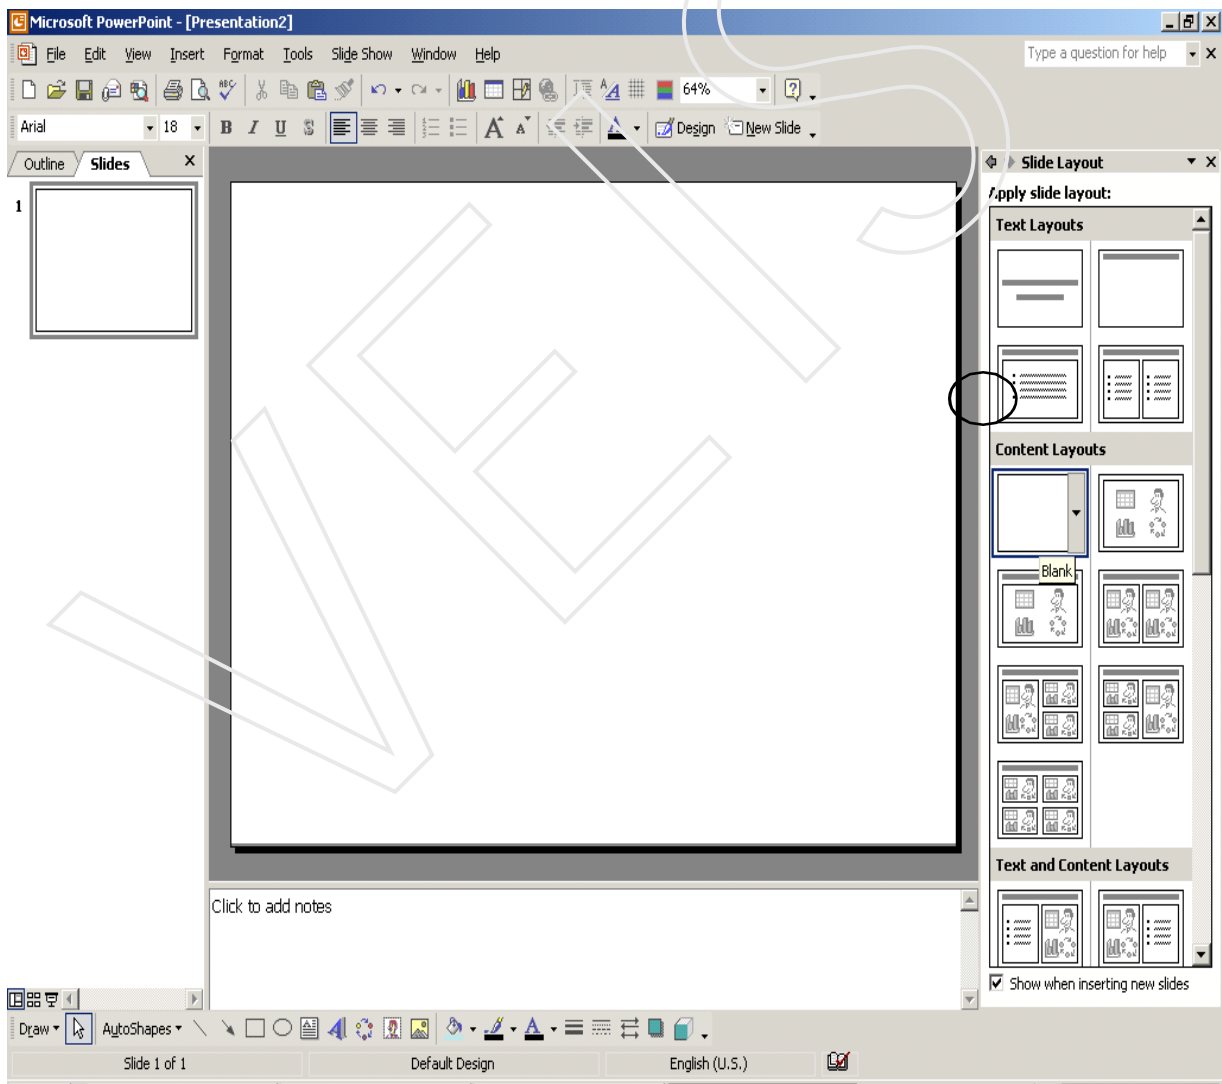 Microsoft PowerPoint - [Presentation2]
File Edit View Insert Format Tools Slide Show Window Help Type a question for help
64%
Arial 18 B I U S A A A Design New Slide
Outline Slides Slide Layout
1
Apply slide layout:
Text Layouts
Content Layouts
Blank
Text and Content Layouts
Click to add notes
Show when inserting new slides
Draw AutoShapes A A
Slide 1 of 1 Default Design English (U.S.)
VETS